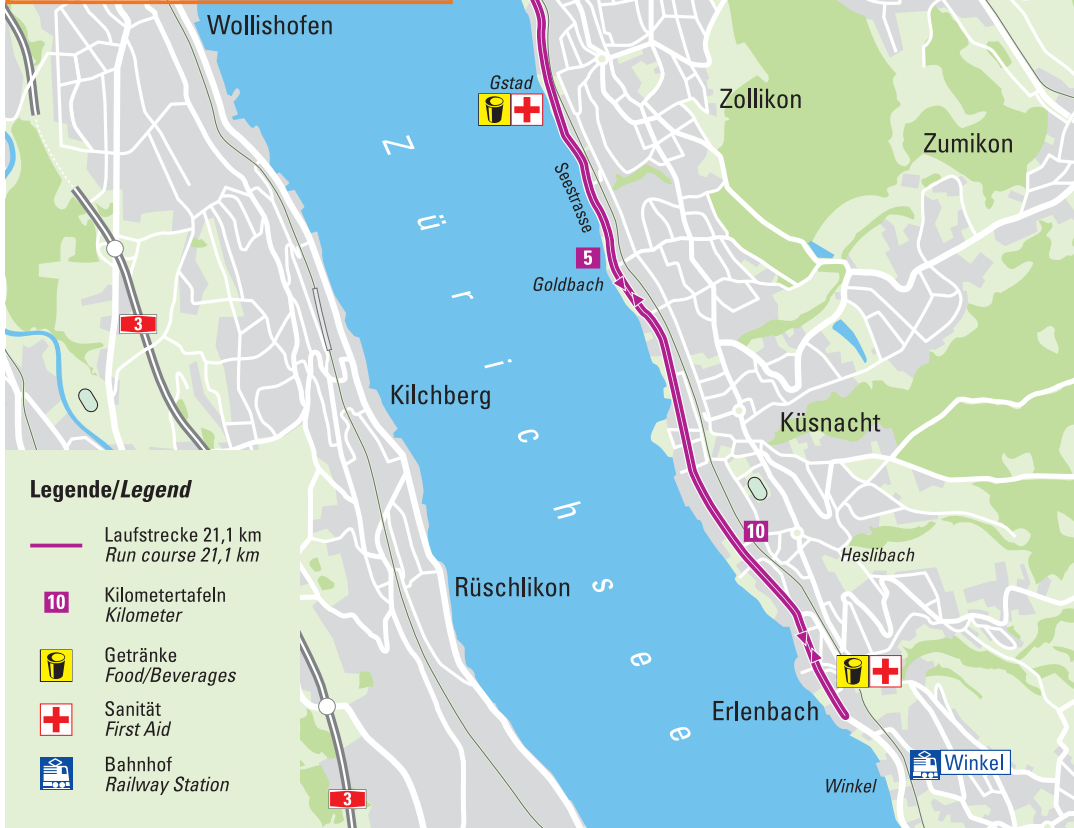 Wollishofen
Gstad
Zollikon
Zumikon
Zürichsee
Seestrasse
5
Goldbach
3
Kilchberg
Küsnacht
Legende/Legend
Laufstrecke 21,1 km
Run course 21,1 km
10
Heslibach
10
Kilometertafeln
Kilometer
Rüschlikon
Getränke
Food/Beverages
Sanität
First Aid
Erlenbach
Bahnhof
Railway Station
Winkel
Winkel
3